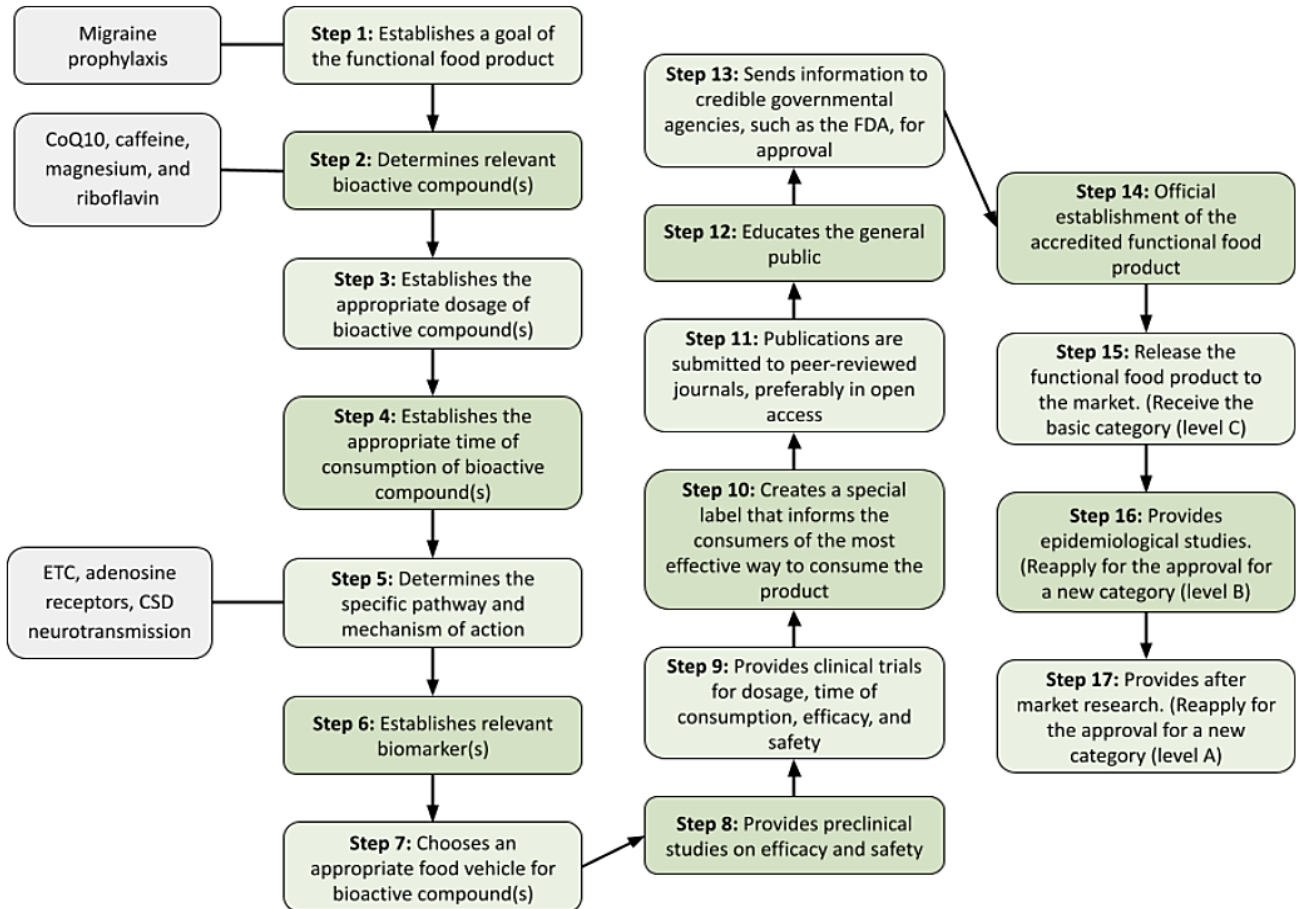 Migraine
prophylaxis
Step 1: Establishes a goal of
the functional food product
CoQ10, caffeine,
magnesium, and
riboflavin
Step 2: Determines relevant
bioactive compound(s)
Step 3: Establishes the
appropriate dosage of
bioactive compound(s)
Step 4: Establishes the
appropriate time of
consumption of bioactive
compound(s)
ETC, adenosine
receptors, CSD
neurotransmission
Step 5: Determines the
specific pathway and
mechanism of action
Step 6: Establishes relevant
biomarker(s)
Step 7: Chooses an
appropriate food vehicle for
bioactive compound(s)
Step 8: Provides preclinical
studies on efficacy and safety
Step 9: Provides clinical trials
for dosage, time of
consumption, efficacy, and
safety
Step 10: Creates a special
label that informs the
consumers of the most
effective way to consume the
product
Step 11: Publications are
submitted to peer-reviewed
journals, preferably in open
access
Step 12: Educates the general
public
Step 13: Sends information to
credible governmental
agencies, such as the FDA, for
approval
Step 14: Official
establishment of the
accredited functional food
product
Step 15: Release the
functional food product to
the market. (Receive the
basic category (level C)
Step 16: Provides
epidemiological studies.
(Reapply for the approval for
a new category (level B)
Step 17: Provides after
market research. (Reapply for
the approval for a new
category (level A)